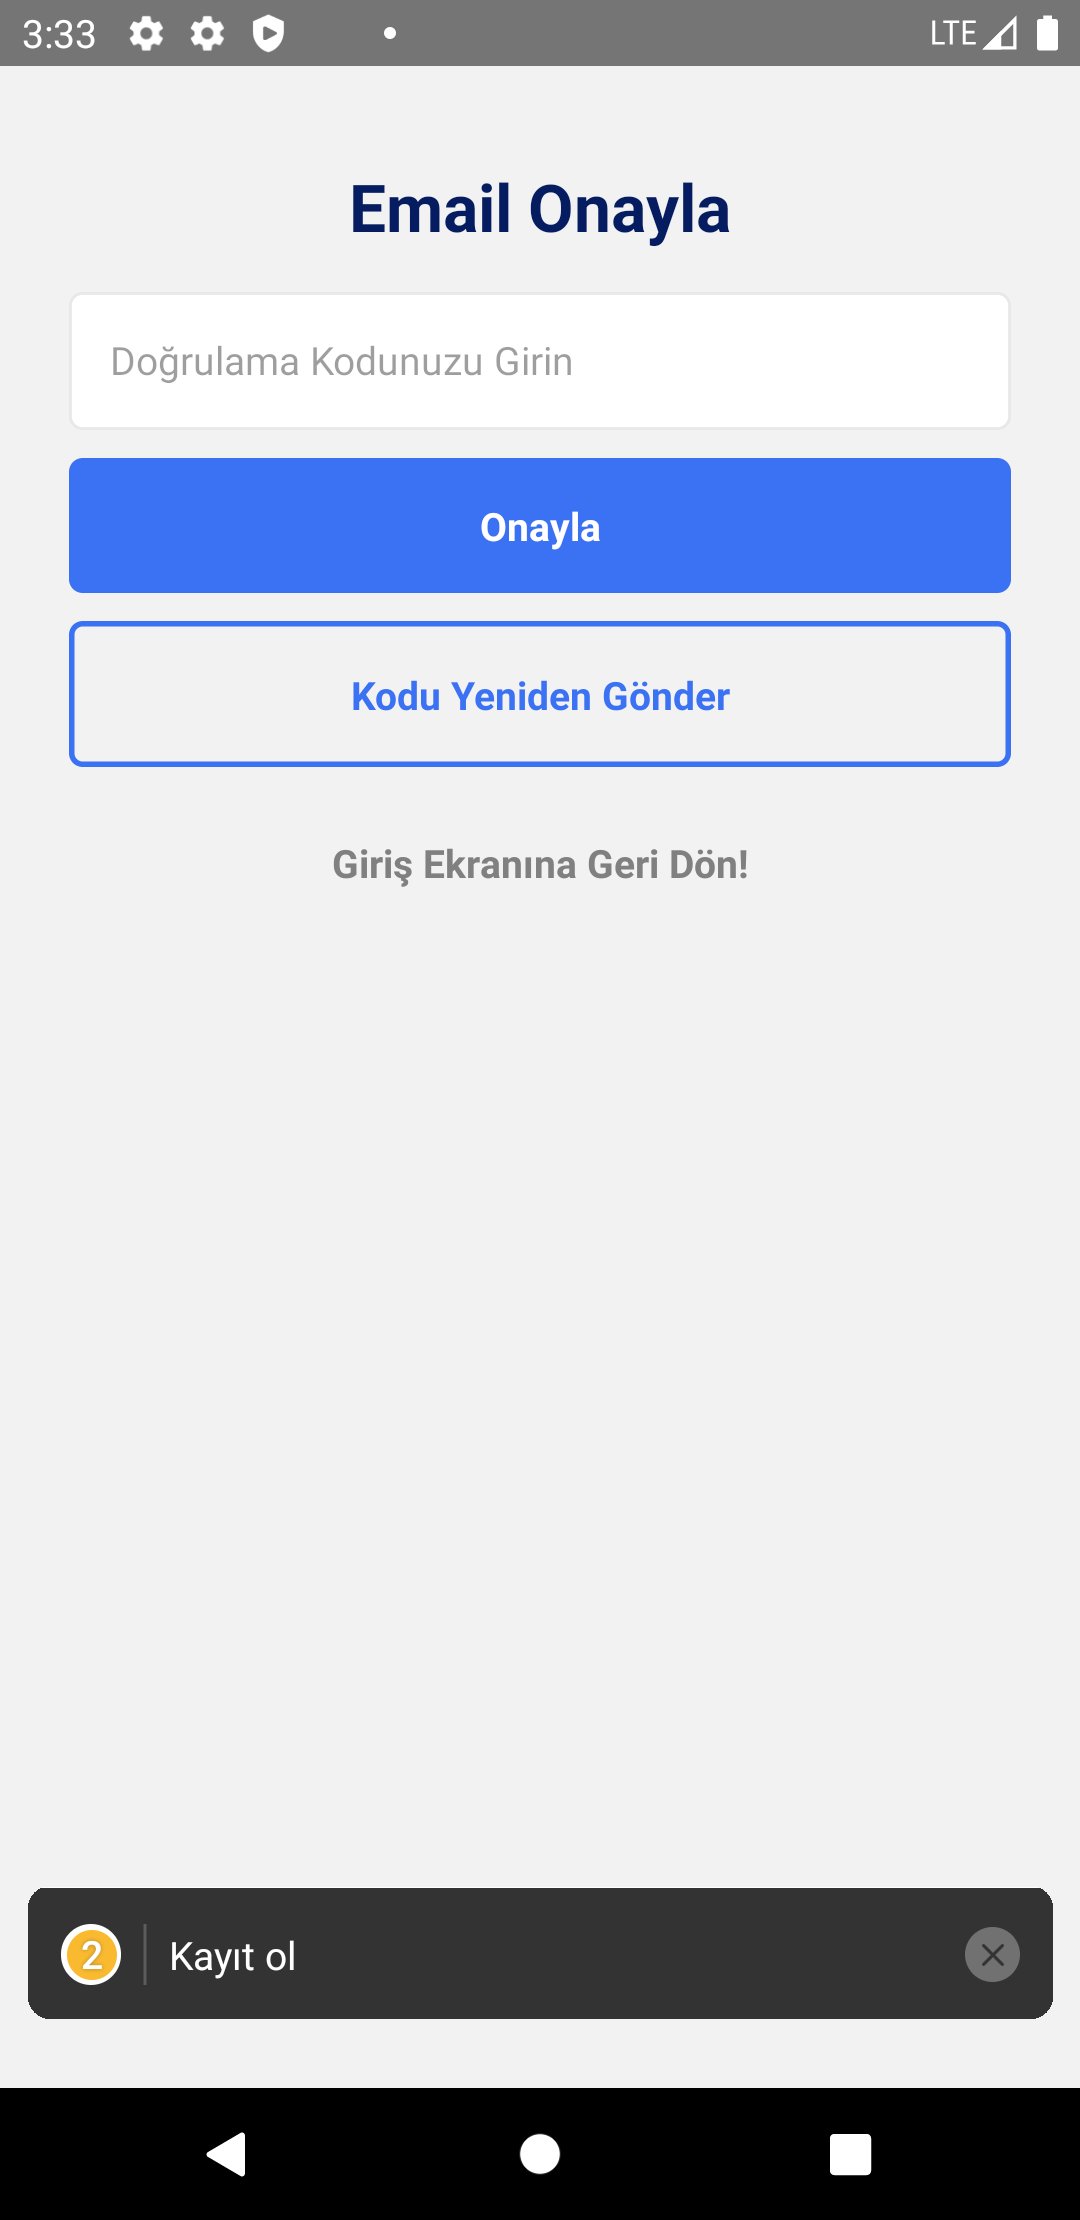 3:33
LTE
Email Onayla
Doğrulama Kodunuzu Girin
Onayla
Kodu Yeniden Gönder
Giriş Ekranına Geri Dön!
2
Kayıt ol